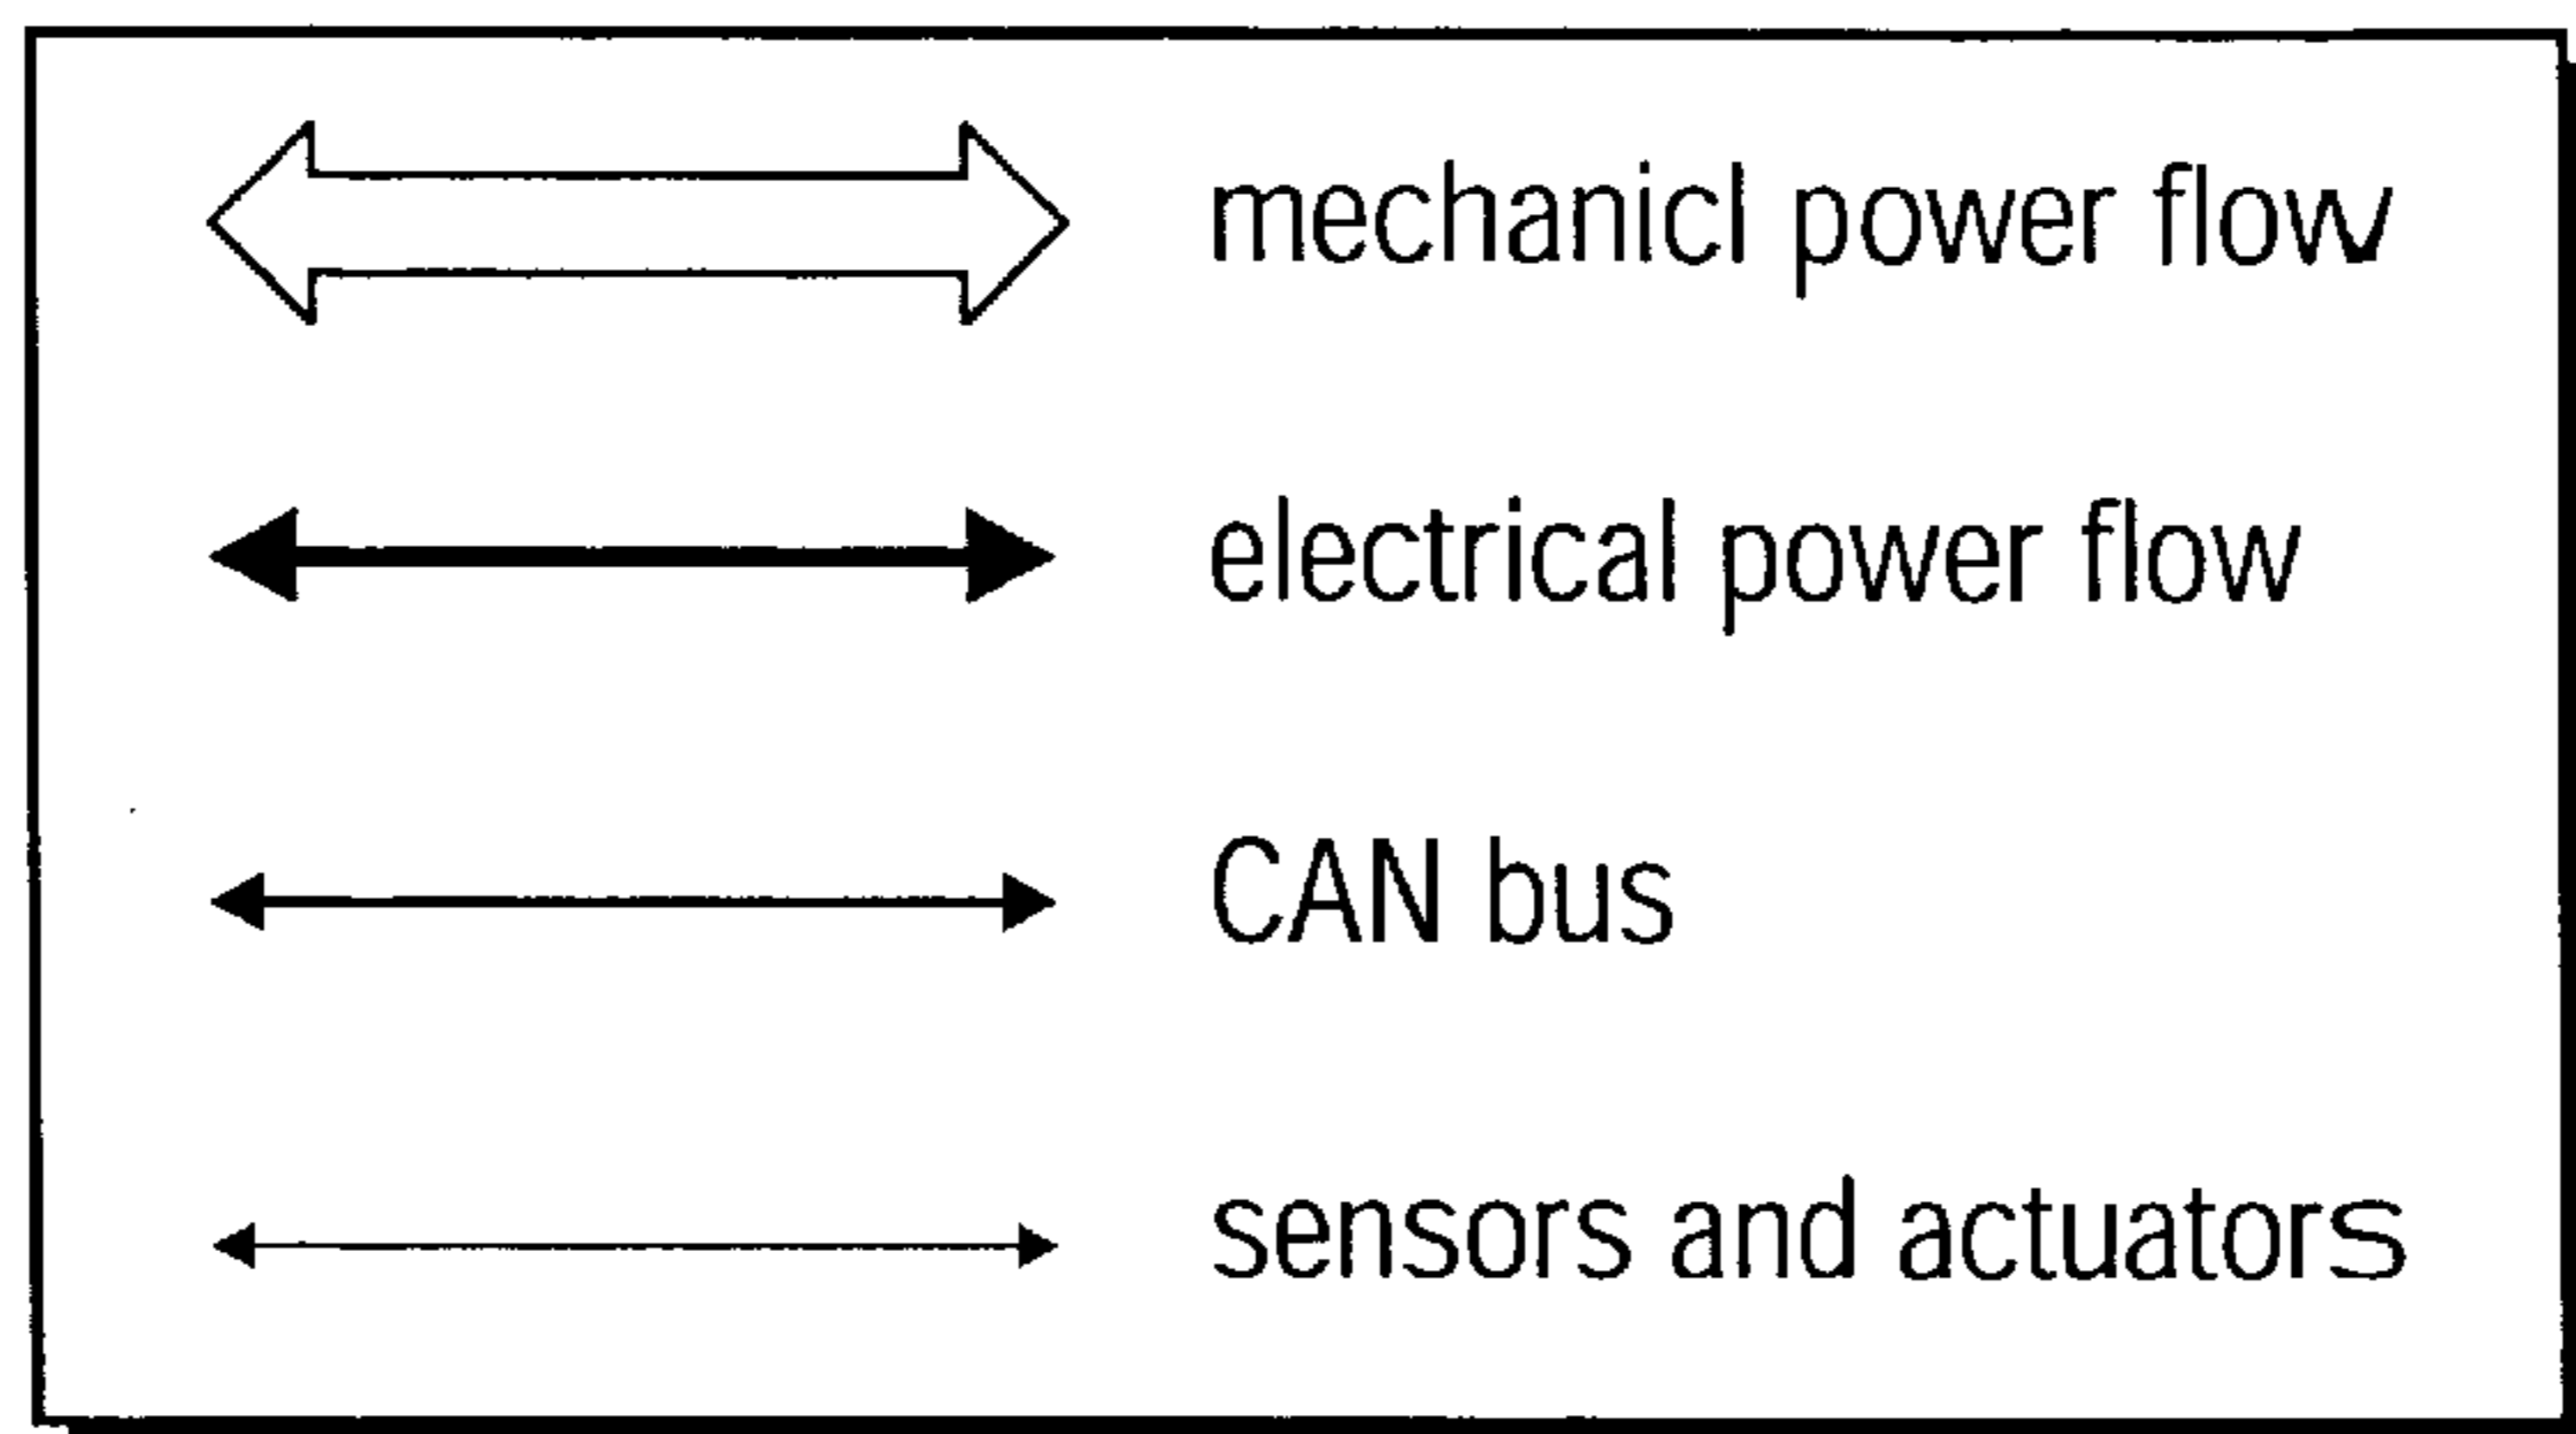 mechanicl power flow
electrical power flow
CAN bus
sensors and actuators